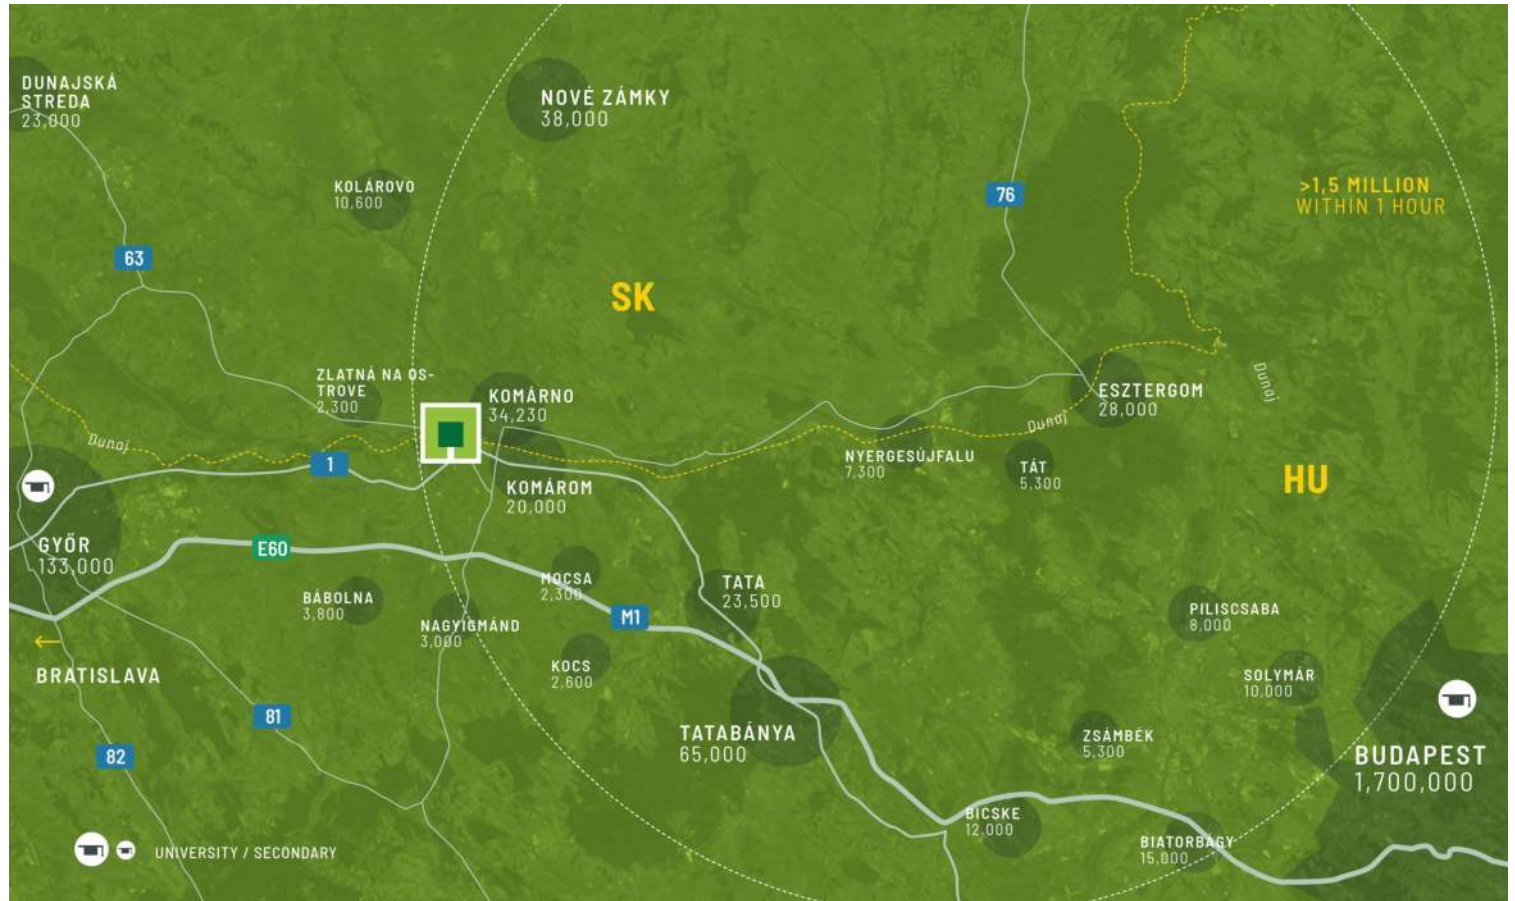 DUNAJSKÁ
STREDA
23,000
NOVÉ ZÁMKY
38,000
KOLÁROVO
10,600
76
>1,5 MILLION
WITHIN 1 HOUR
63
SK
ZLATNÁ NA OS-
TROVE
2,300
KOMÁRNO
34,230
ESZTERGOM
28,000
Dunaj
Dunaj
Dunaj
1
NYERGESÚJFALU
7,300
TÁT
5,300
HU
KOMÁROM
20,000
GYŐR
133,000
E60
MOCSA
2,300
TATA
23,500
BÁBOLNA
3,800
NAGYIGMÁND
3,000
M1
PILISCSABA
8,000
BRATISLAVA
KOCS
2,600
SOLYMÁR
10,000
81
TATABÁNYA
65,000
ZSÁMBÉK
5,300
82
BUDAPEST
1,700,000
BICSKE
12,000
BIATORBÁGY
15,000
UNIVERSITY / SECONDARY